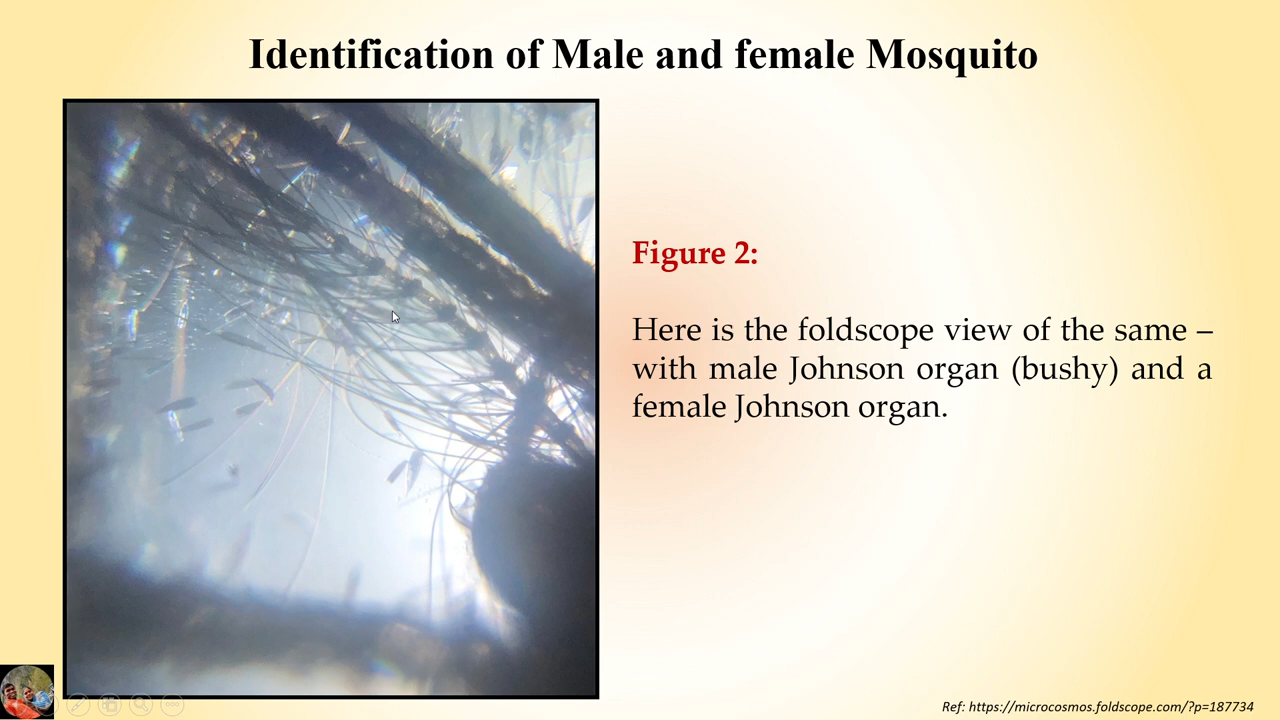 Identification of Male and female Mosquito
Figure 2:
Here is the foldscope view of the same –
with male Johnson organ (bushy) and a
female Johnson organ.
Ref: https://microcosmos.foldscope.com/?p=187734